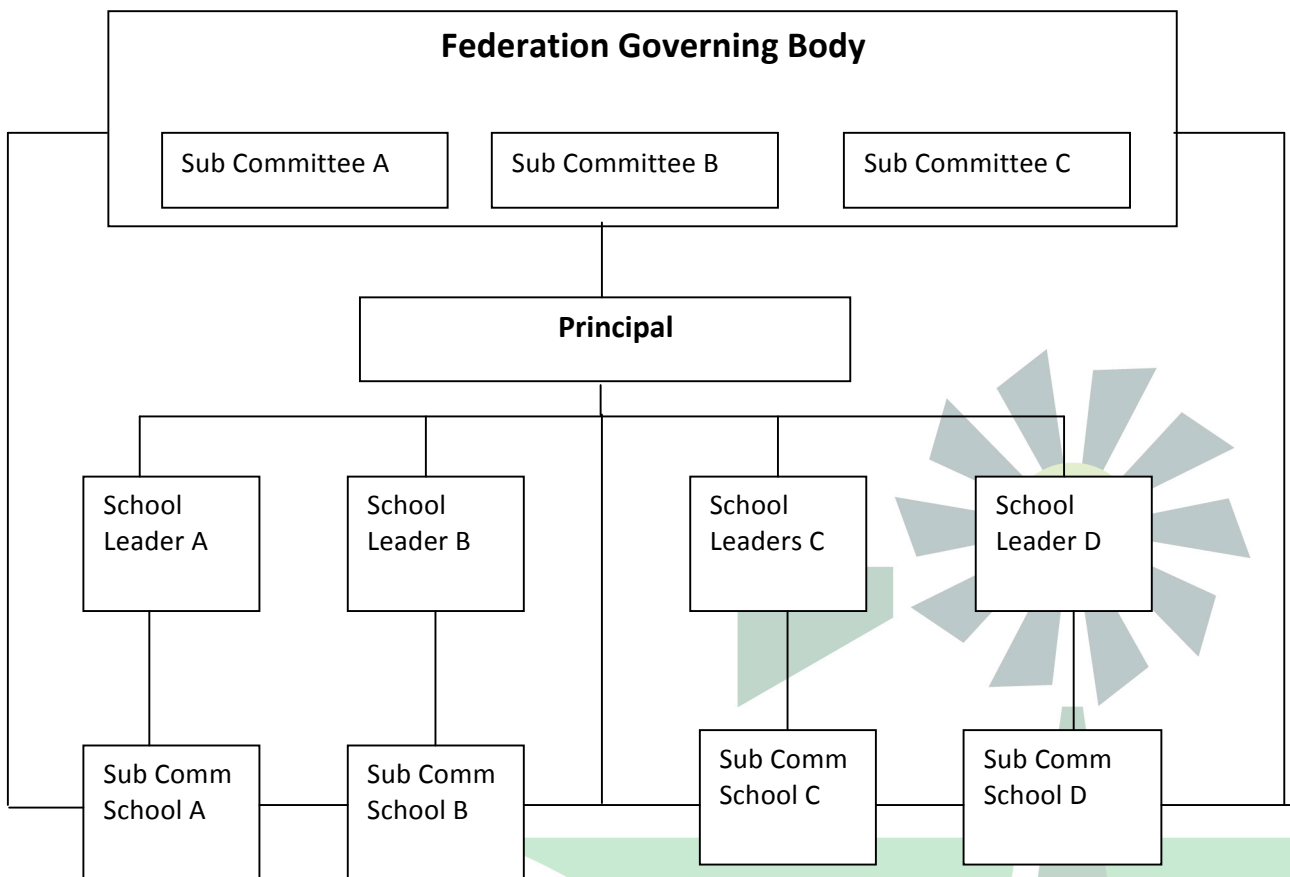 Federation Governing Body
Sub Committee A
Sub Committee B
Sub Committee C
Principal
School
Leader A
School
Leader B
School
Leaders C
School
Leader D
Sub Comm
School A
Sub Comm
School B
Sub Comm
School C
Sub Comm
School D